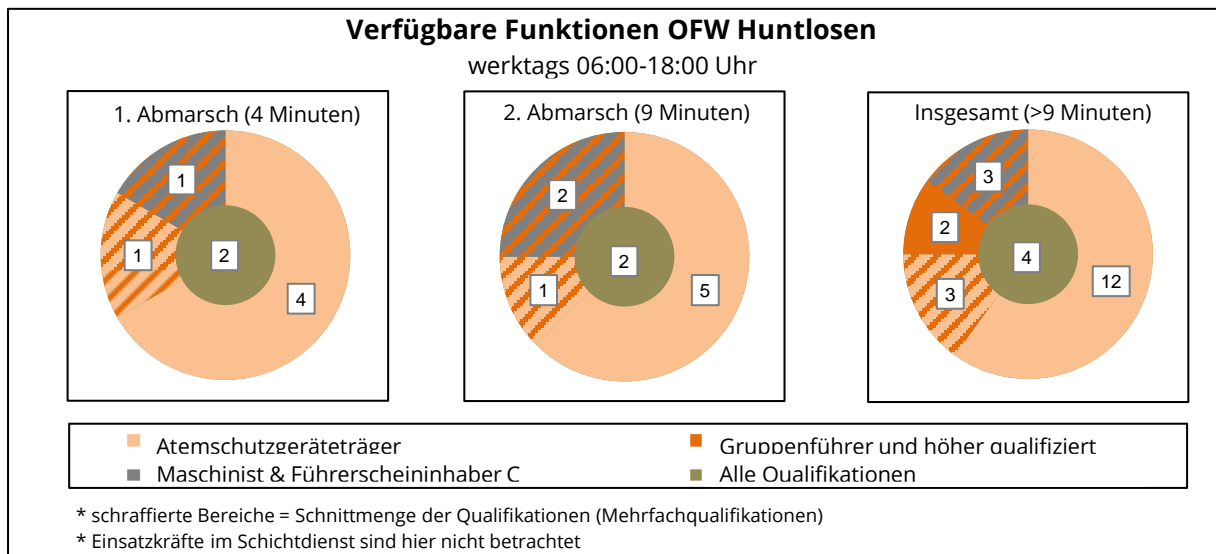 Verfügbare Funktionen OFW Huntlosen
werktags 06:00-18:00 Uhr
1. Abmarsch (4 Minuten)
1
1
2
4
2. Abmarsch (9 Minuten)
2
1
2
5
Insgesamt (>9 Minuten)
3
2
4
12
3
Atemschutzgeräteträger
Gruppenführer und höher qualifiziert
Maschinist & Führerscheininhaber C
Alle Qualifikationen
* schraffierte Bereiche = Schnittmenge der Qualifikationen (Mehrfachqualifikationen)
* Einsatzkräfte im Schichtdienst sind hier nicht betrachtet